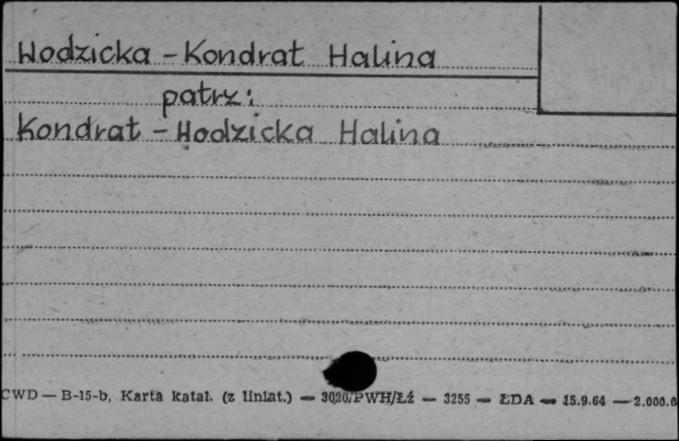 Wodzicka - Kondrat Halina
patrz:
Kondrat - Wodzicka Halina
CWD — B-15-b, Karta katal. (z liniat.) — 3020/PWH/Łź — 3255 — ŁDA — 15.9.64 — 2.000.0